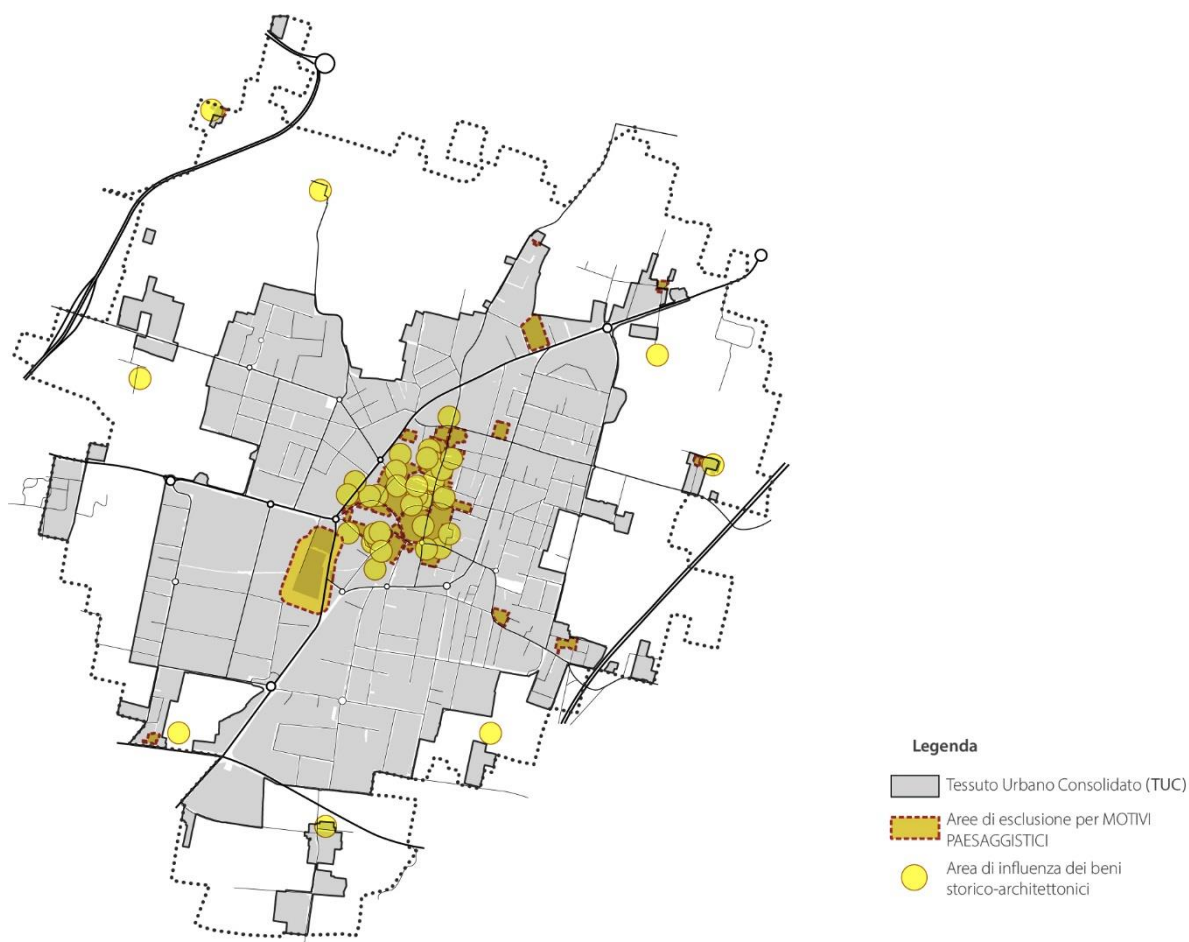 Legenda
Tessuto Urbano Consolidato (TUC)
Aree di esclusione per MOTIVI
PAESAGGISTICI
Area di influenza dei beni
storico-architettonici